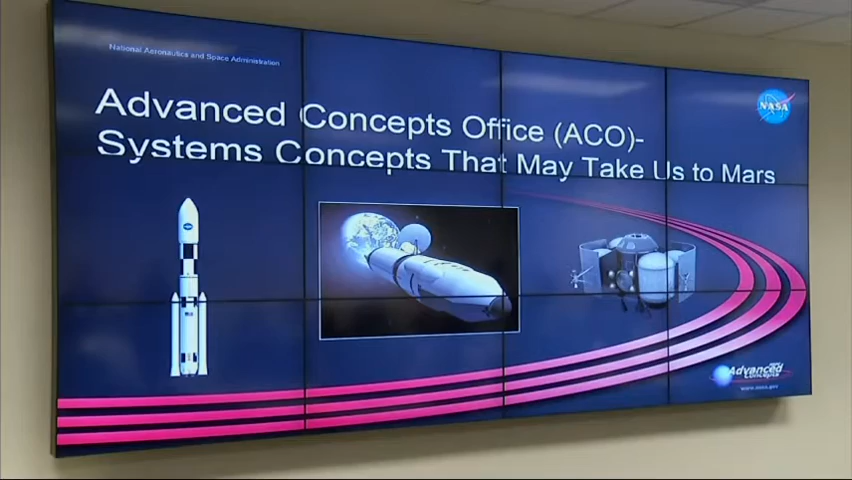 National Aeronautics and Space Administration
NASA
Advanced Concepts Office (ACO)-
Systems Concepts That May Take Us to Mars
Advanced
Concepts
www.nasa.gov